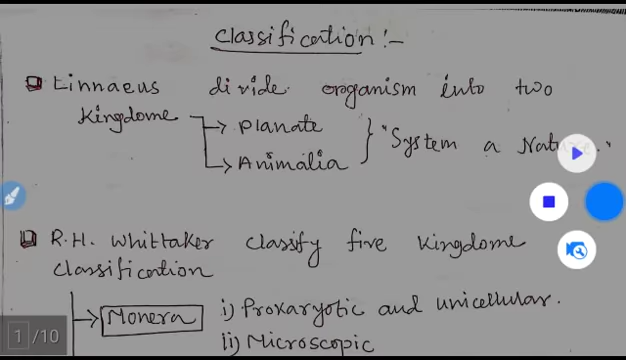 Classification :-
Linnaeus divide organism into two
Kingdome → Planate
→ Animalia
"System a Nature."
R.H. Whittaker classify five Kingdome
classification
→ Monera i) Proxaryotic and unicellular.
ii) Microscopic
1 /10